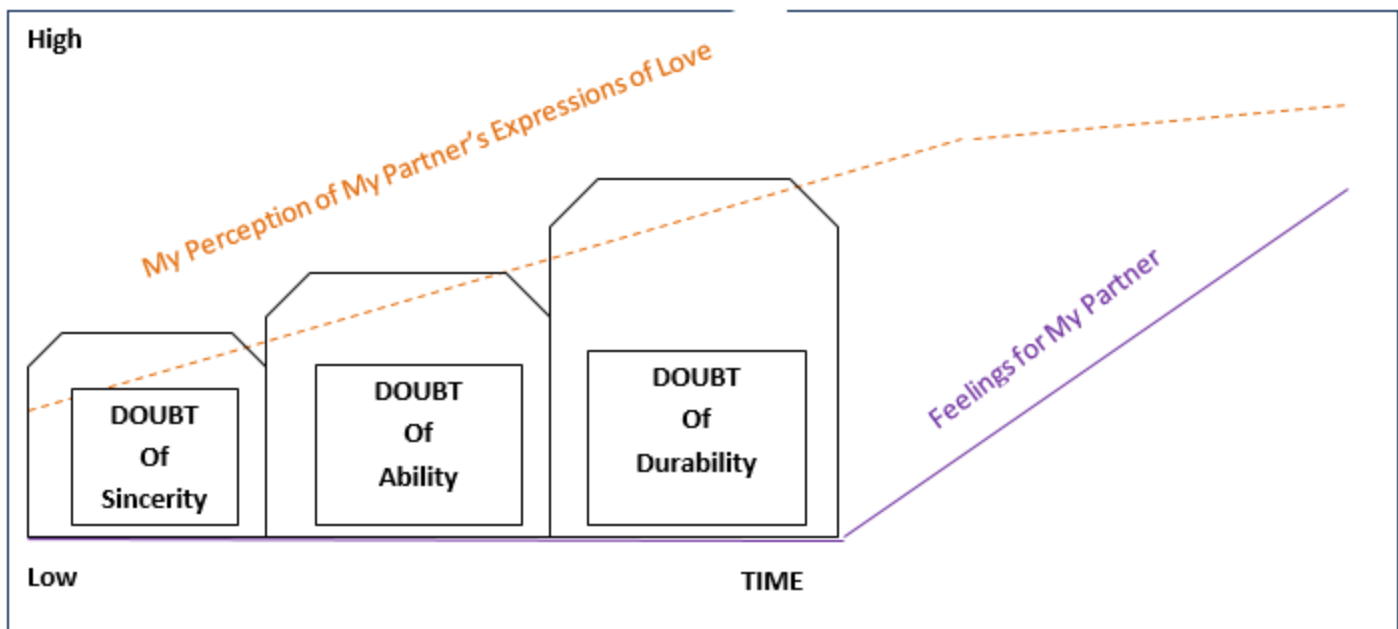 High
My Perception of My Partner's Expressions of Love
DOUBT
Of
Sincerity
DOUBT
Of
Ability
DOUBT
Of
Durability
Feelings for My Partner
Low
TIME